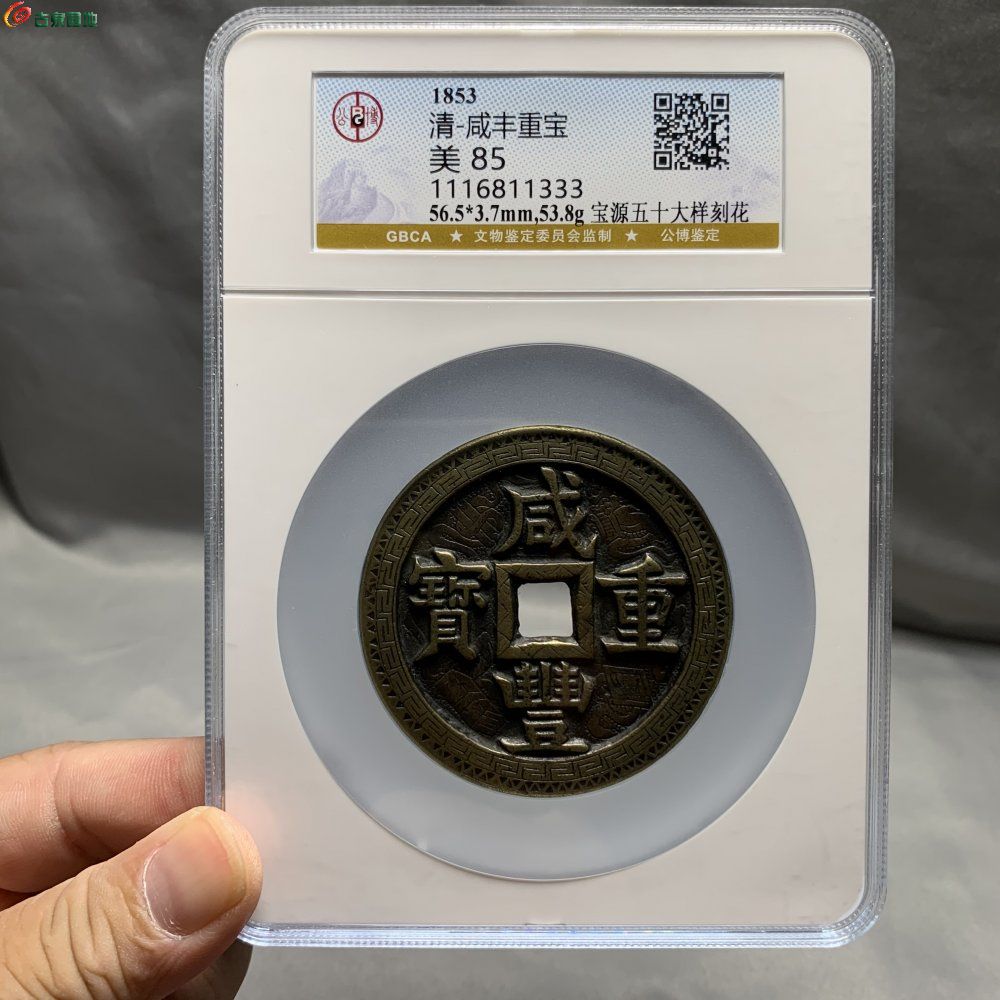 古泉园地
1853
清-咸丰重宝
公博
美 85
1116811333
56.5*3.7mm,53.8g 宝源五十大样刻花
GBCA ★ 文物鉴定委员会监制 ★ 公博鉴定
咸
寶 重
豐